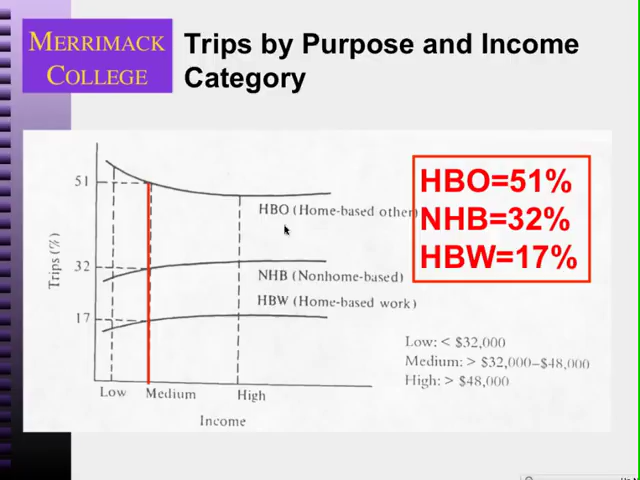 MERRIMACK
COLLEGE
Trips by Purpose and Income
Category
51
32
17
Trips (%)
HBO (Home-based other)
NHB (Nonhome-based)
HBW (Home-based work)
Low
Medium
High
Income
HBO=51%
NHB=32%
HBW=17%
Low: < $32,000
Medium: > $32,000–$48,000
High: > $48,000